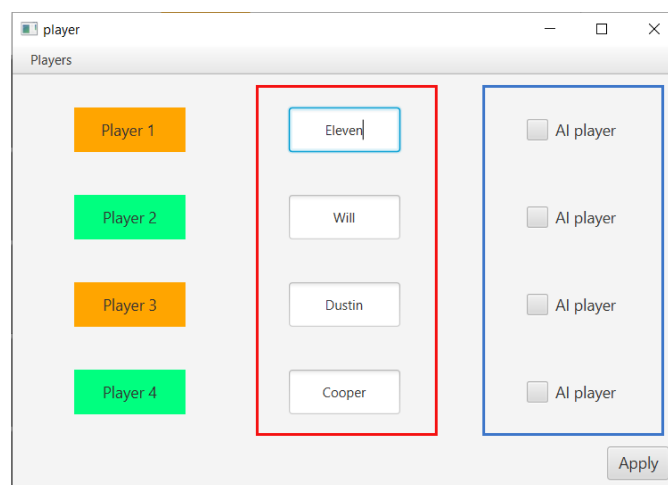 player
Players
Player 1 Eleven AI player
Player 2 Will AI player
Player 3 Dustin AI player
Player 4 Cooper AI player
Apply